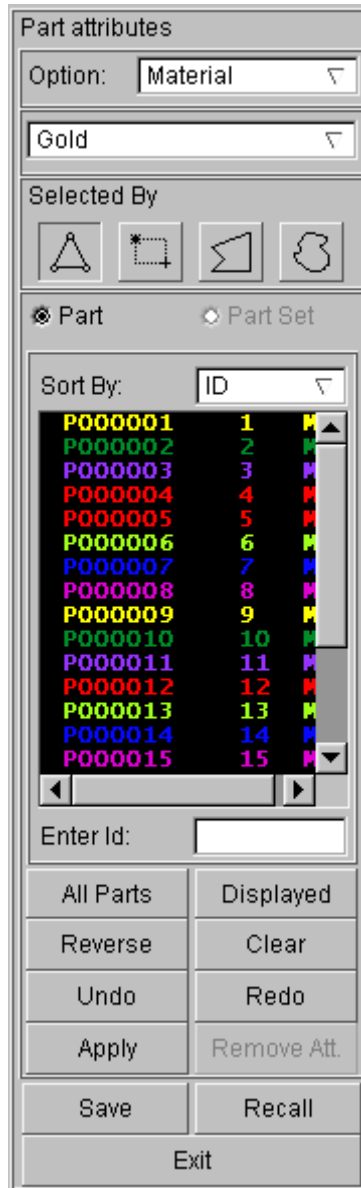 Part attributes
Option: Material
Gold
Selected By
Part Part Set
Sort By: ID
P000001 1 M
P000002 2 M
P000003 3 M
P000004 4 M
P000005 5 M
P000006 6 M
P000007 7 M
P000008 8 M
P000009 9 M
P000010 10 M
P000011 11 M
P000012 12 M
P000013 13 M
P000014 14 M
P000015 15 M
Enter Id:
All Parts Displayed
Reverse Clear
Undo Redo
Apply Remove Att.
Save Recall
Exit